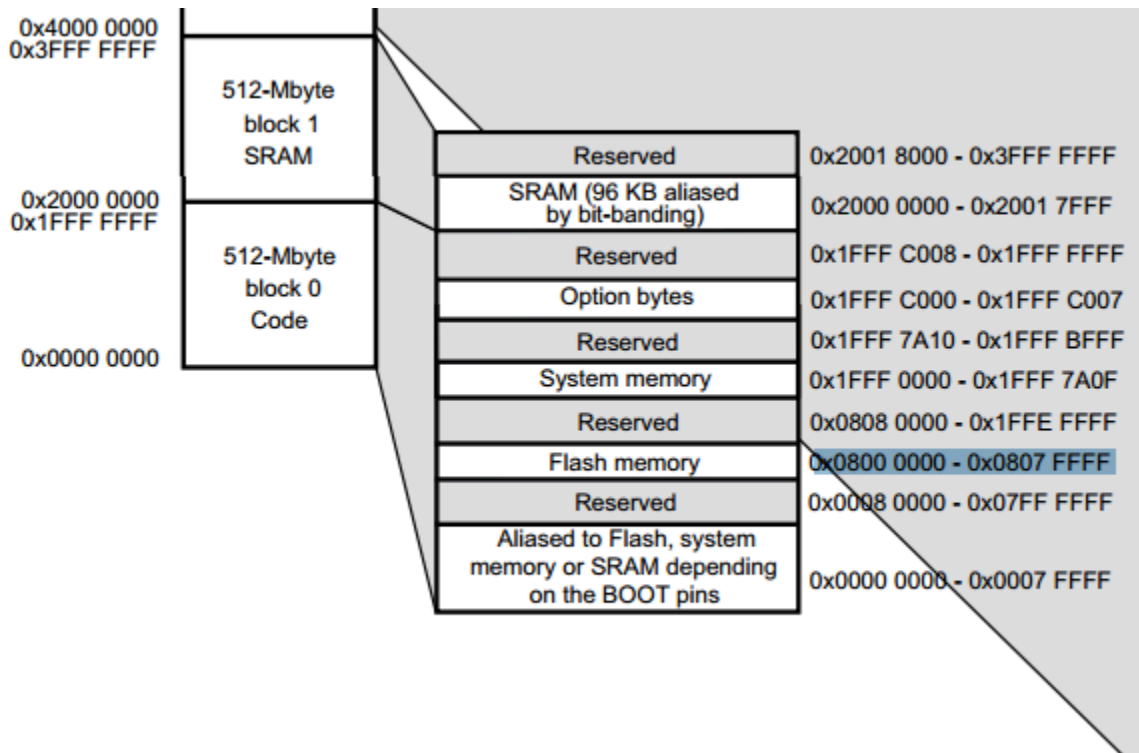 0x4000 0000
0x3FFF FFFF
512-Mbyte
block 1
SRAM
0x2000 0000
0x1FFF FFFF
512-Mbyte
block 0
Code
0x0000 0000
Reserved 0x2001 8000 - 0x3FFF FFFF
SRAM (96 KB aliased
by bit-banding) 0x2000 0000 - 0x2001 7FFF
Reserved 0x1FFF C008 - 0x1FFF FFFF
Option bytes 0x1FFF C000 - 0x1FFF C007
Reserved 0x1FFF 7A10 - 0x1FFF BFFF
System memory 0x1FFF 0000 - 0x1FFF 7A0F
Reserved 0x0808 0000 - 0x1FFE FFFF
Flash memory 0x0800 0000 - 0x0807 FFFF
Reserved 0x0008 0000 - 0x07FF FFFF
Aliased to Flash, system
memory or SRAM depending
on the BOOT pins 0x0000 0000 - 0x0007 FFFF